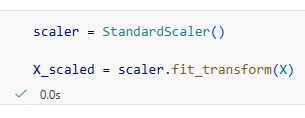 scaler = StandardScaler()
X_scaled = scaler.fit_transform(X)
0.0s